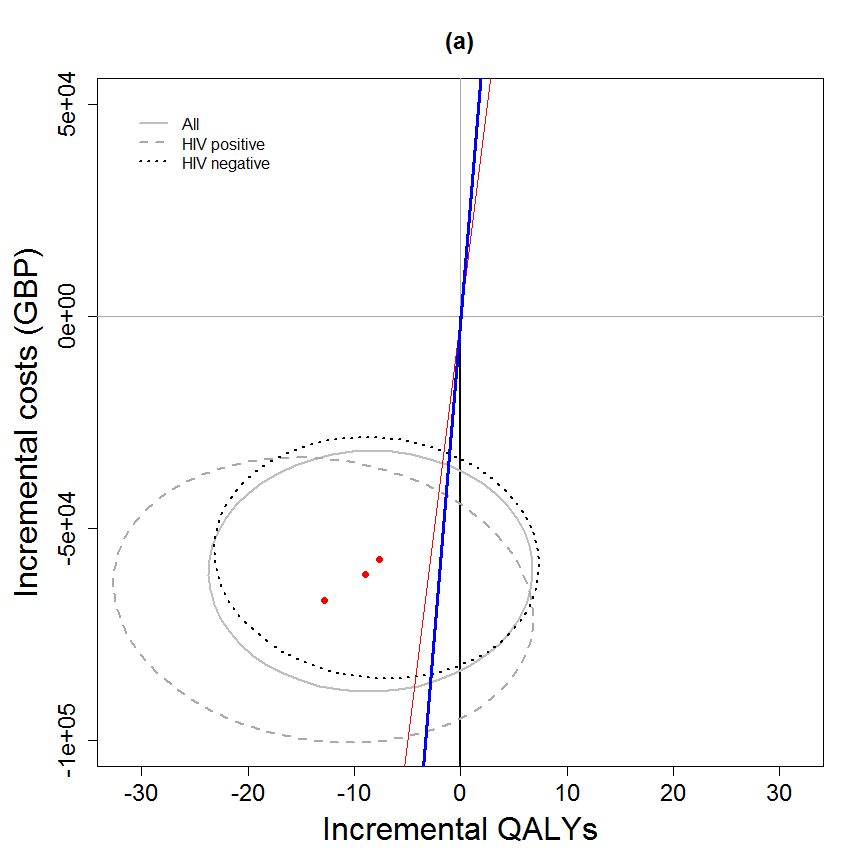 (a)
All
HIV positive
HIV negative
Incremental costs (GBP)
5e+04
0e+00
-5e+04
-1e+05
-30 -20 -10 0 10 20 30
Incremental QALYs